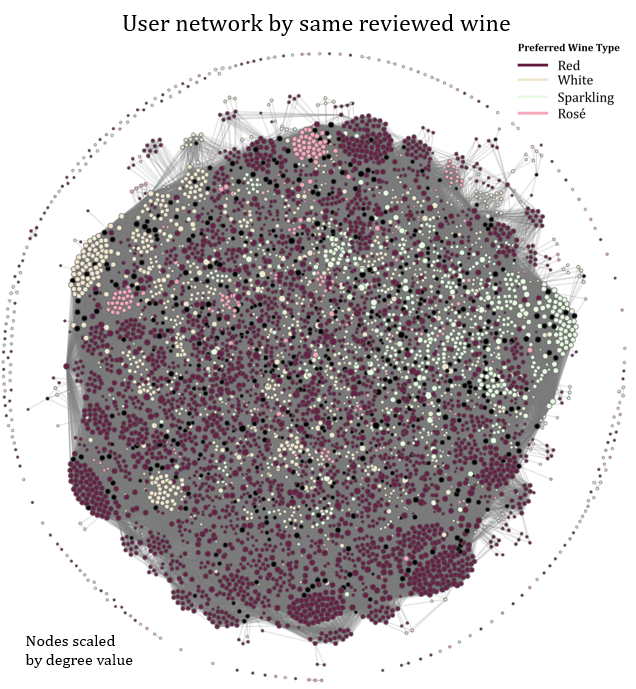 User network by same reviewed wine
Preferred Wine Type
Red
White
Sparkling
Rosé
Nodes scaled
by degree value